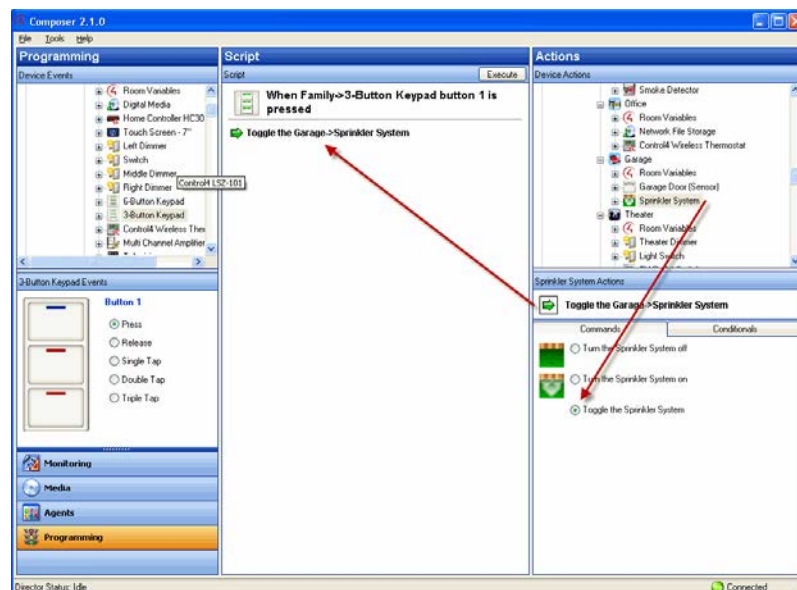 Composer 2.1.0
File Tools Help
Programming
Device Events
Room Variables
Digital Media
Home Controller HC30
Touch Screen - 7"
Left Dimmer
Switch
Middle Dimmer
Right Dimmer
Control4 LSZ-101
6-Button Keypad
3-Button Keypad
Control4 Wireless Ther
Multi Channel Amplifier
3-Button Keypad Events
Button 1
Press
Release
Single Tap
Double Tap
Triple Tap
Monitoring
Media
Agents
Programming
Script
Script Execute
When Family->3-Button Keypad button 1 is
pressed
Toggle the Garage->Sprinkler System
Actions
Device Actions
Smoke Detector
Office
Room Variables
Network File Storage
Control4 Wireless Thermostat
Garage
Room Variables
Garage Door (Sensor)
Sprinkler System
Theater
Room Variables
Theater Dimmer
Light Switch
Sprinkler System Actions
Toggle the Garage->Sprinkler System
Commands Conditionals
Turn the Sprinkler System off
Turn the Sprinkler System on
Toggle the Sprinkler System
Director Status: Idle
Connected